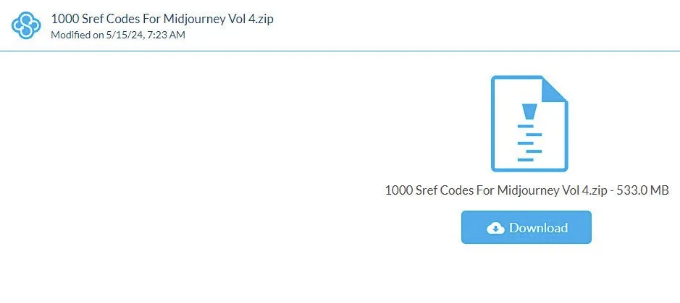 1000 Sref Codes For Midjourney Vol 4.zip
Modified on 5/15/24, 7:23 AM
1000 Sref Codes For Midjourney Vol 4.zip - 533.0 MB
Download